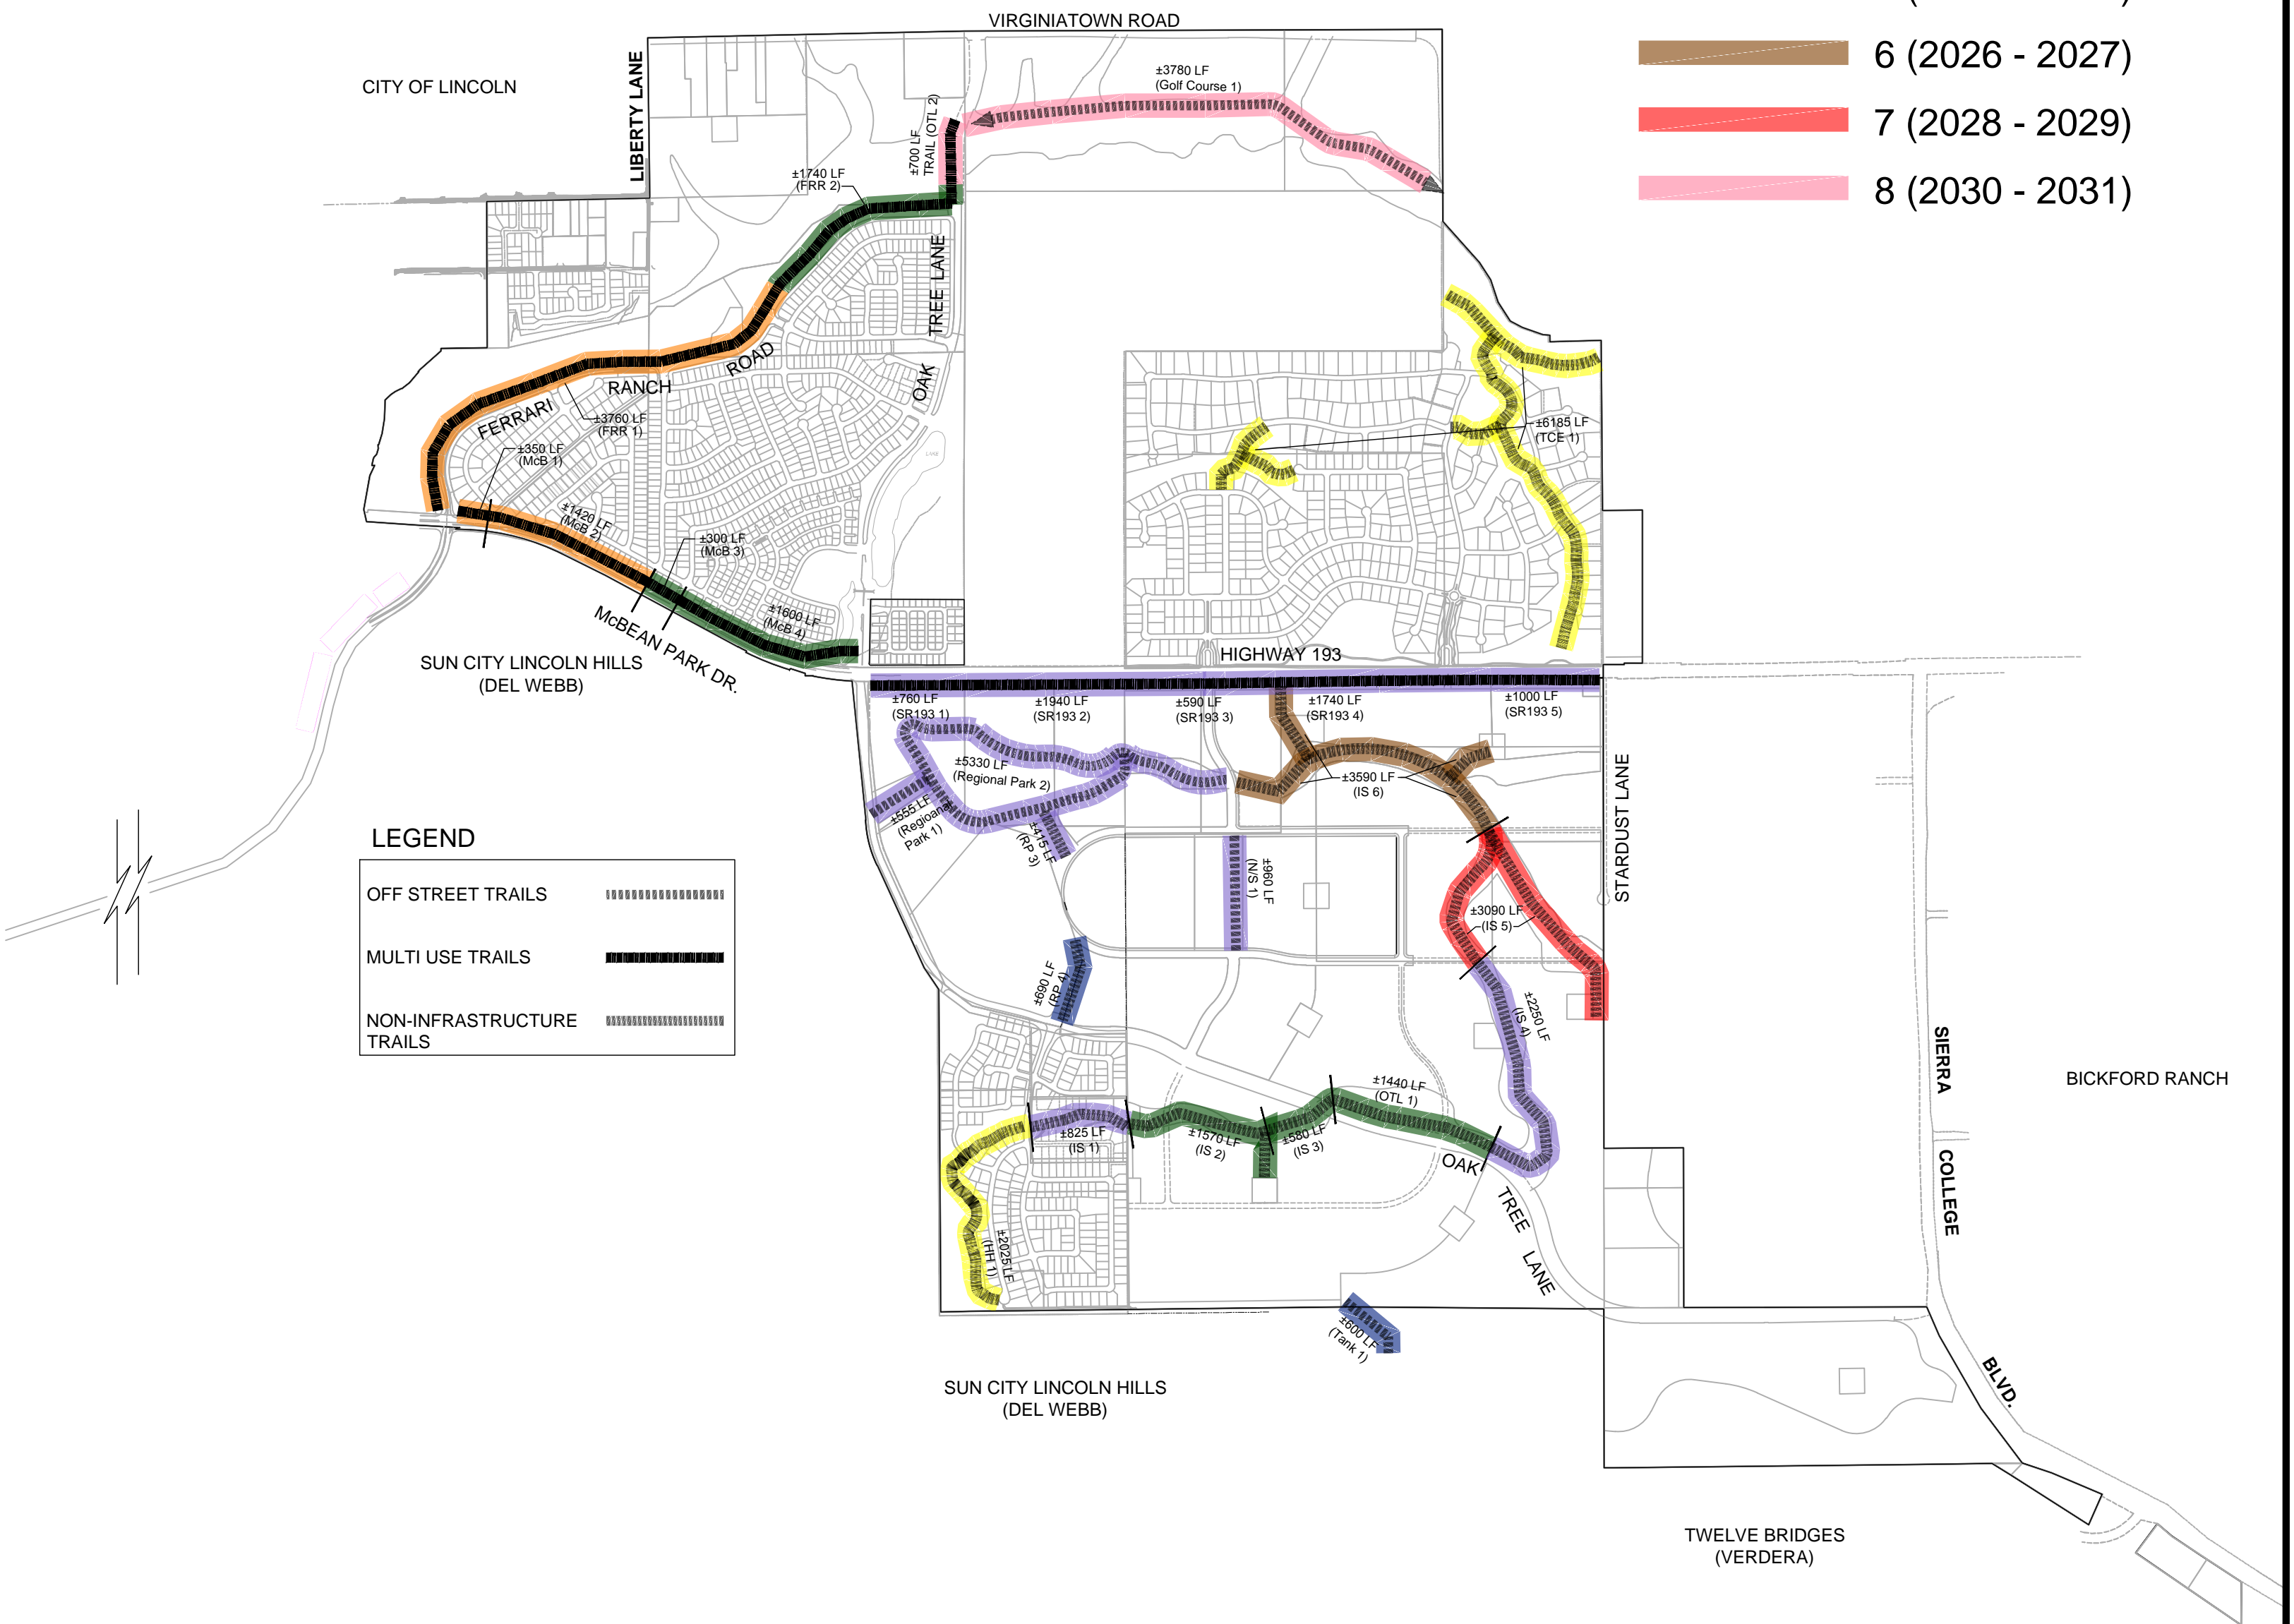 VIRGINIATOWN ROAD
6 (2026 - 2027)
7 (2028 - 2029)
8 (2030 - 2031)
CITY OF LINCOLN
LIBERTY LANE
±3780 LF
(Golf Course 1)
±700 LF
TRAIL (OTL 2)
±1740 LF
(FRR 2)
OAK TREE LANE
FERRARI RANCH ROAD
±3760 LF
(FRR 1)
±350 LF
(McB 1)
±1420 LF
(McB 2)
±300 LF
(McB 3)
±1600 LF
(McB 4)
McBEAN PARK DR.
±6185 LF
(TCE 1)
SUN CITY LINCOLN HILLS
(DEL WEBB)
HIGHWAY 193
±760 LF
(SR193 1)
±1940 LF
(SR193 2)
±590 LF
(SR193 3)
±1740 LF
(SR193 4)
±1000 LF
(SR193 5)
±5330 LF
(Regional Park 2)
±555 LF
(Regioanal
Park 1)
±415 LF
(RP 3)
±3590 LF
(IS 6)
STARDUST LANE
±960 LF
(N/S 1)
±3090 LF
(IS 5)
±690 LF
(RP 4)
±2250 LF
(IS 4)
LEGEND
OFF STREET TRAILS
MULTI USE TRAILS
NON-INFRASTRUCTURE
TRAILS
±1440 LF
(OTL 1)
±825 LF
(IS 1)
±1570 LF
(IS 2)
±580 LF
(IS 3)
±2025 LF
(HH 1)
OAK TREE LANE
±600 LF
(Tank 1)
SIERRA COLLEGE BLVD.
BICKFORD RANCH
SUN CITY LINCOLN HILLS
(DEL WEBB)
TWELVE BRIDGES
(VERDERA)